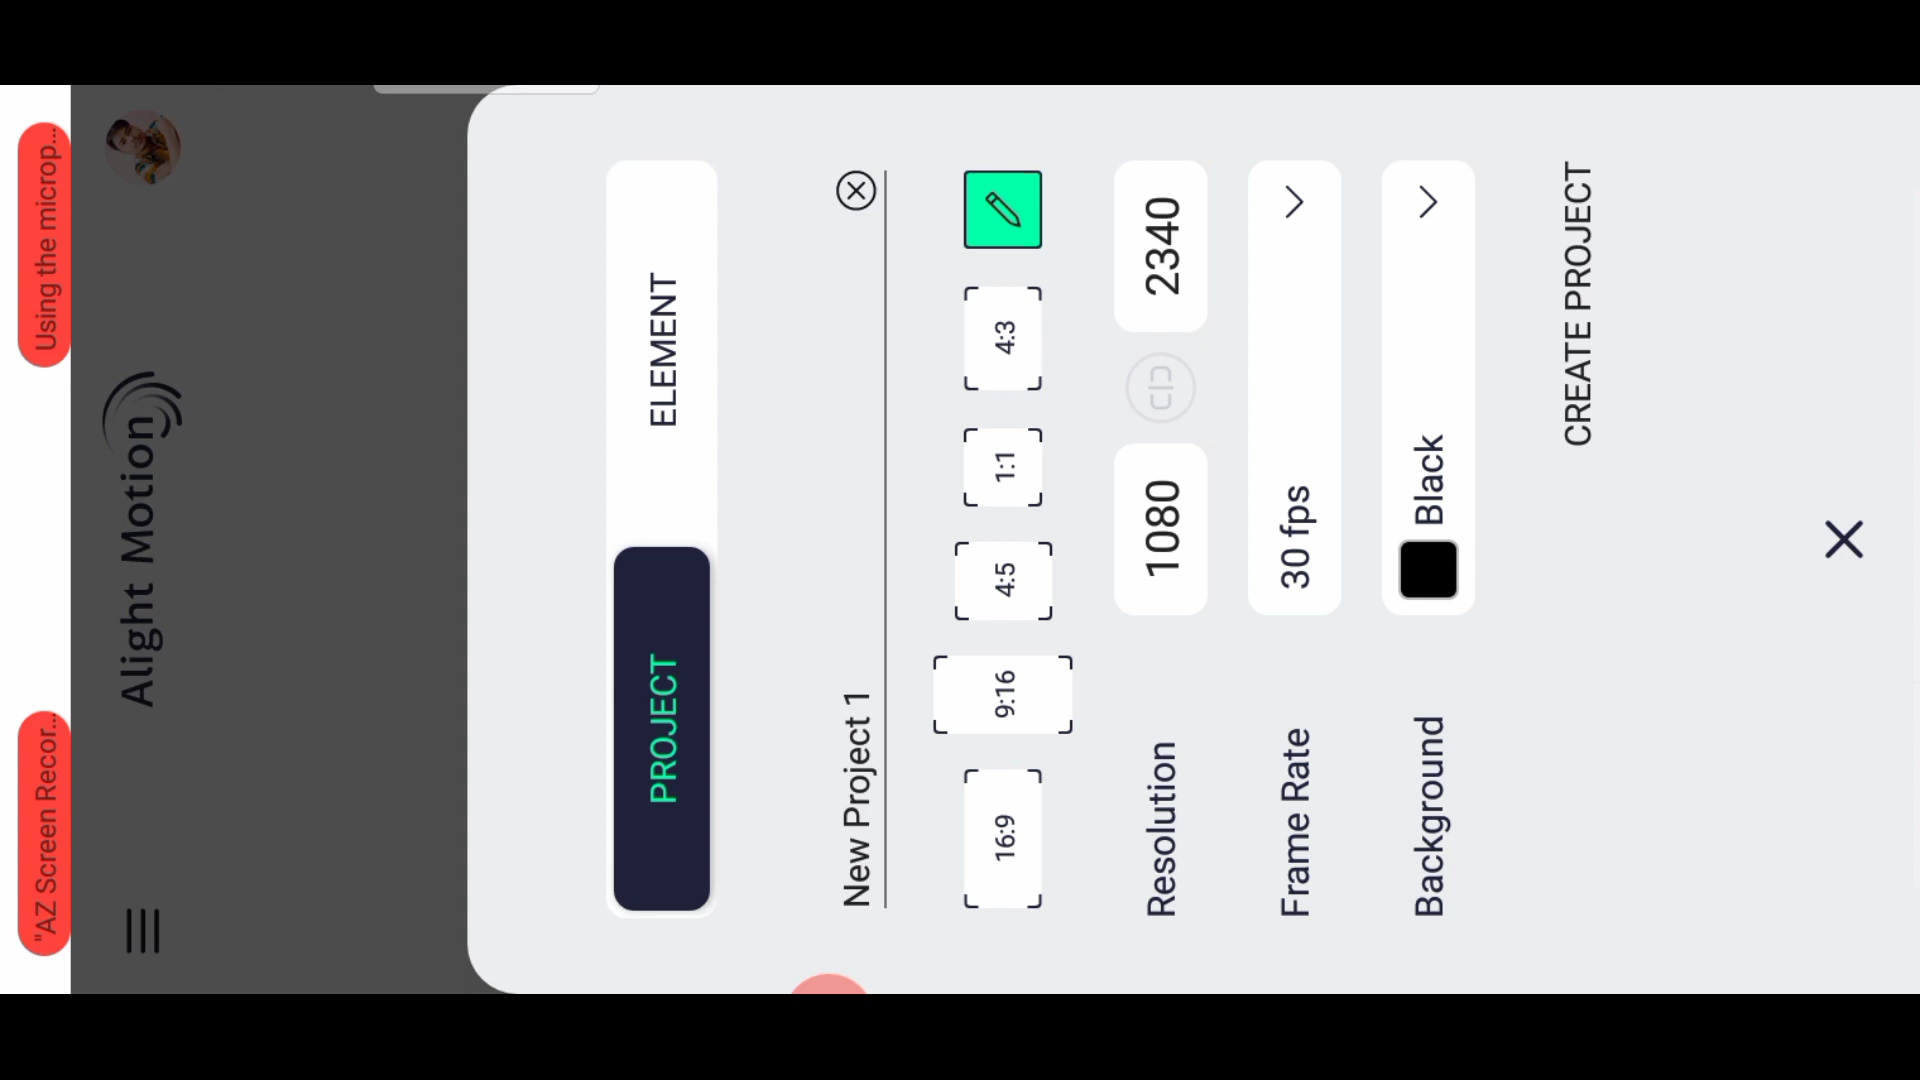 "AZ Screen Recor...
Using the microp...
Alight Motion
PROJECT
ELEMENT
New Project 1
16:9
9:16
4:5
1:1
4:3
Resolution
1080
2340
Frame Rate
30 fps
Background
Black
CREATE PROJECT